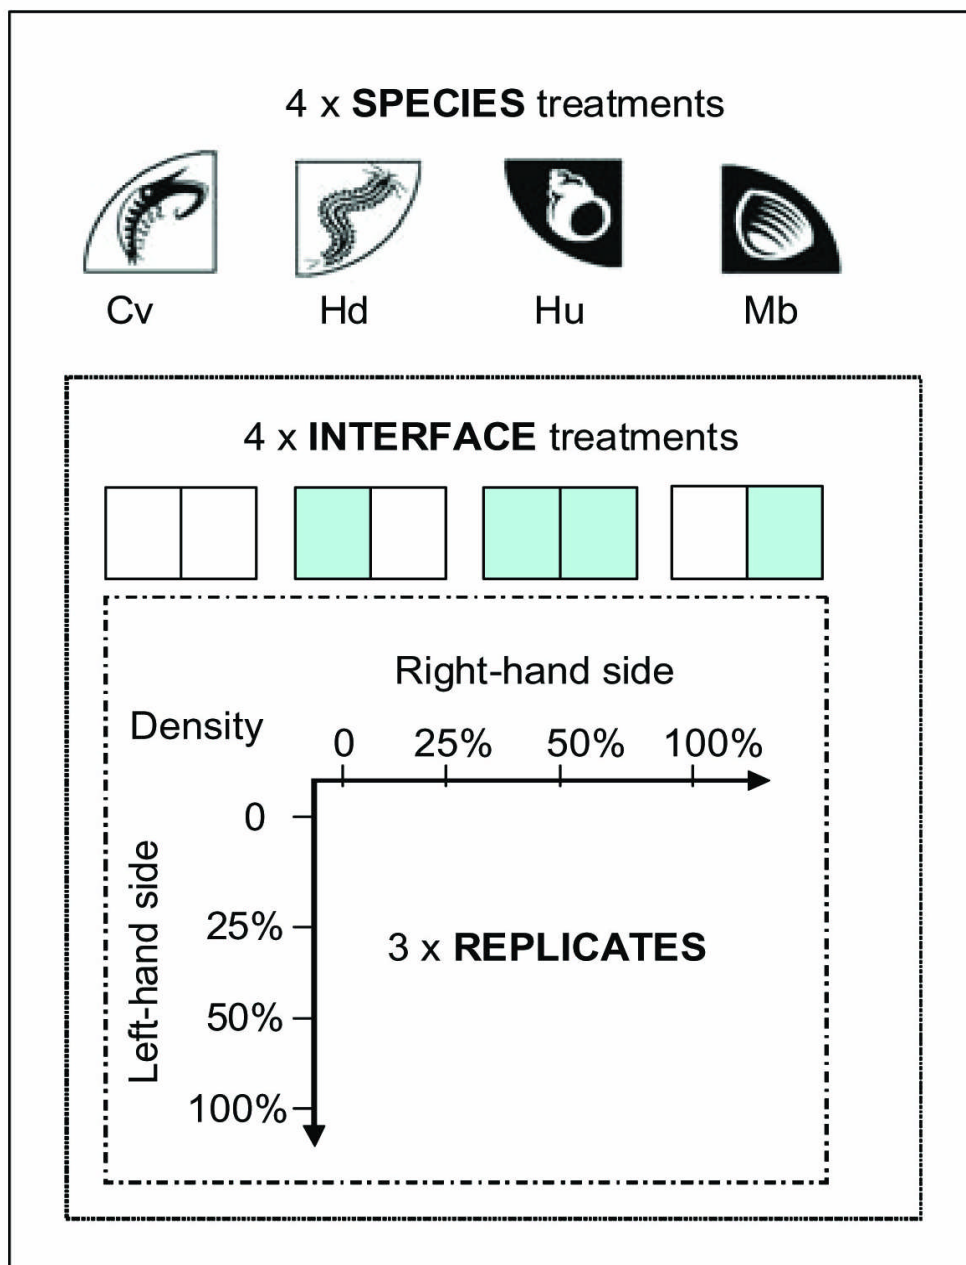 4 x SPECIES treatments
Cv Hd Hu Mb
4 x INTERFACE treatments
Right-hand side
Density
0 25% 50% 100%
Left-hand side
0
25%
50%
100%
3 x REPLICATES